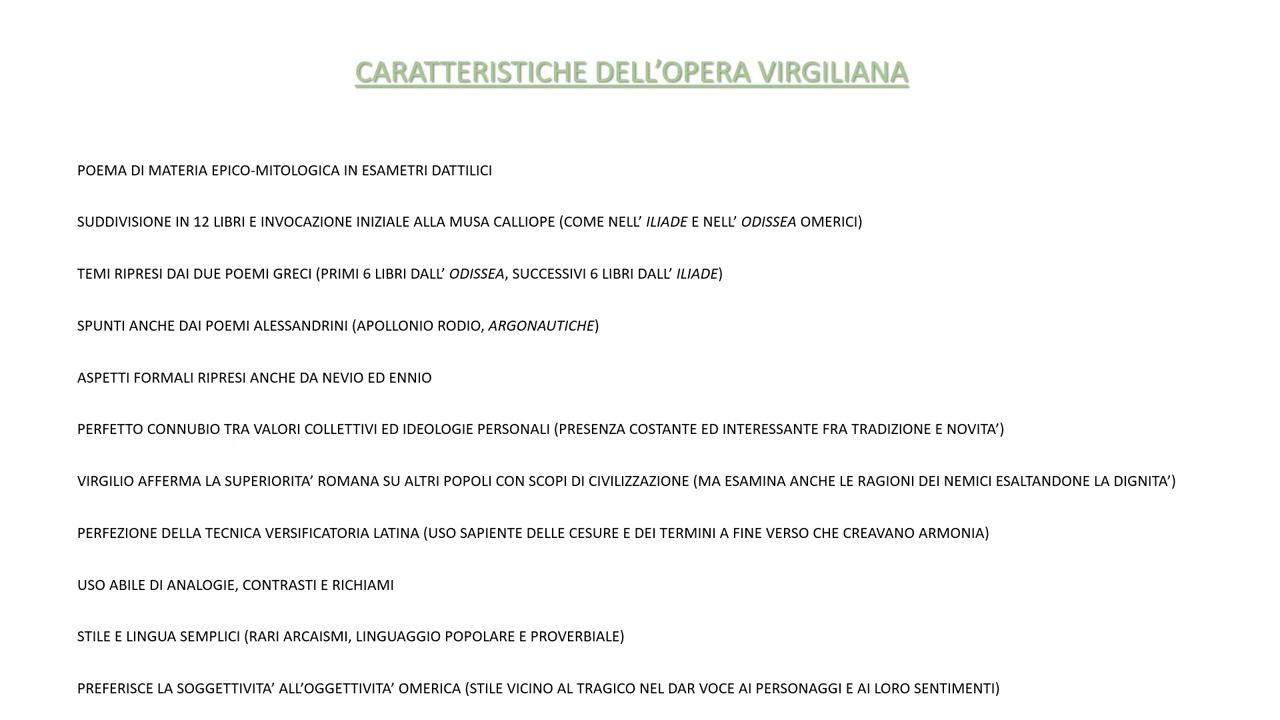 CARATTERISTICHE DELL’OPERA VIRGILIANA
POEMA DI MATERIA EPICO-MITOLOGICA IN ESAMETRI DATTILICI
SUDDIVISIONE IN 12 LIBRI E INVOCAZIONE INIZIALE ALLA MUSA CALLIOPE (COME NELL’ ILIADE E NELL’ ODISSEA OMERICI)
TEMI RIPRESI DAI DUE POEMI GRECI (PRIMI 6 LIBRI DALL’ ODISSEA, SUCCESSIVI 6 LIBRI DALL’ ILIADE)
SPUNTI ANCHE DAI POEMI ALESSANDRINI (APOLLONIO RODIO, ARGONAUTICHE)
ASPETTI FORMALI RIPRESI ANCHE DA NEVIO ED ENNIO
PERFETTO CONNUBIO TRA VALORI COLLETTIVI ED IDEOLOGIE PERSONALI (PRESENZA COSTANTE ED INTERESSANTE FRA TRADIZIONE E NOVITA’)
VIRGILIO AFFERMA LA SUPERIORITA’ ROMANA SU ALTRI POPOLI CON SCOPI DI CIVILIZZAZIONE (MA ESAMINA ANCHE LE RAGIONI DEI NEMICI ESALTANDONE LA DIGNITA’)
PERFEZIONE DELLA TECNICA VERSIFICATORIA LATINA (USO SAPIENTE DELLE CESURE E DEI TERMINI A FINE VERSO CHE CREAVANO ARMONIA)
USO ABILE DI ANALOGIE, CONTRASTI E RICHIAMI
STILE E LINGUA SEMPLICI (RARI ARCAISMI, LINGUAGGIO POPOLARE E PROVERBIALE)
PREFERISCE LA SOGGETTIVITA’ ALL’OGGETTIVITA’ OMERICA (STILE VICINO AL TRAGICO NEL DAR VOCE AI PERSONAGGI E AI LORO SENTIMENTI)